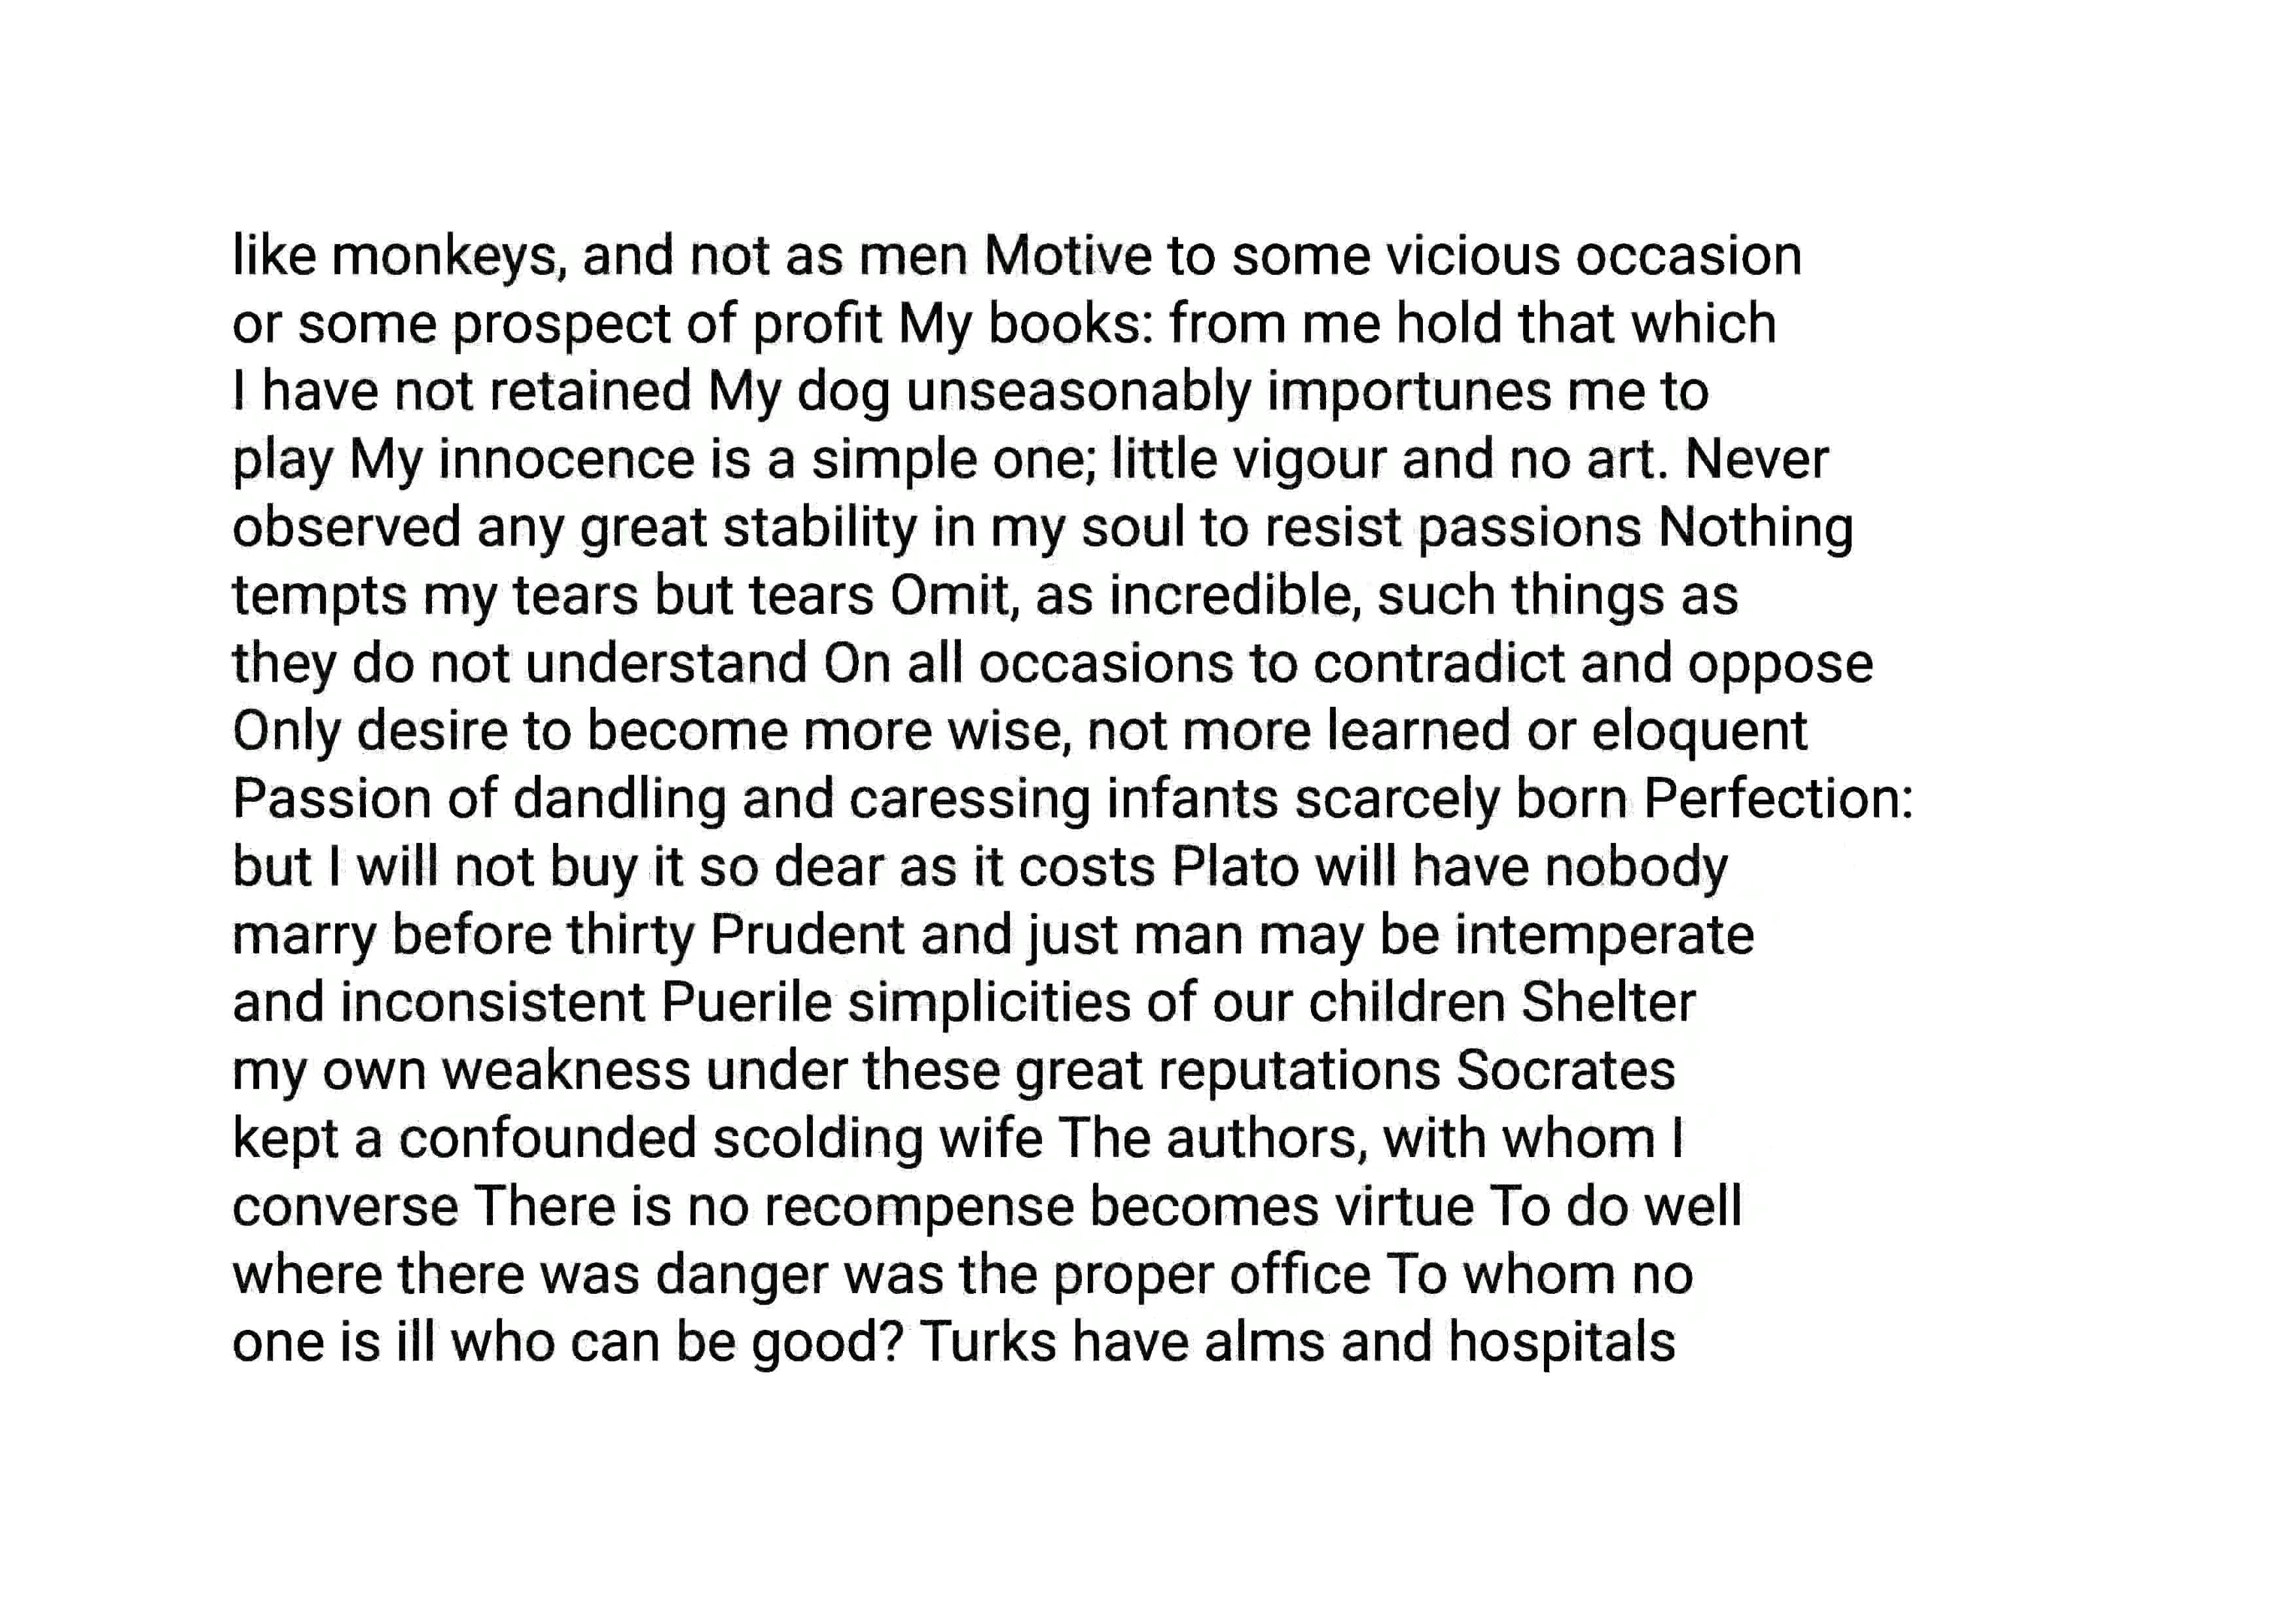 like monkeys, and not as men Motive to some vicious occasion
or some prospect of profit My books: from me hold that which
I have not retained My dog unseasonably importunes me to
play My innocence is a simple one; little vigour and no art. Never
observed any great stability in my soul to resist passions Nothing
tempts my tears but tears Omit, as incredible, such things as
they do not understand On all occasions to contradict and oppose
Only desire to become more wise, not more learned or eloquent
Passion of dandling and caressing infants scarcely born Perfection:
but I will not buy it so dear as it costs Plato will have nobody
marry before thirty Prudent and just man may be intemperate
and inconsistent Puerile simplicities of our children Shelter
my own weakness under these great reputations Socrates
kept a confounded scolding wife The authors, with whom I
converse There is no recompense becomes virtue To do well
where there was danger was the proper office To whom no
one is ill who can be good? Turks have alms and hospitals